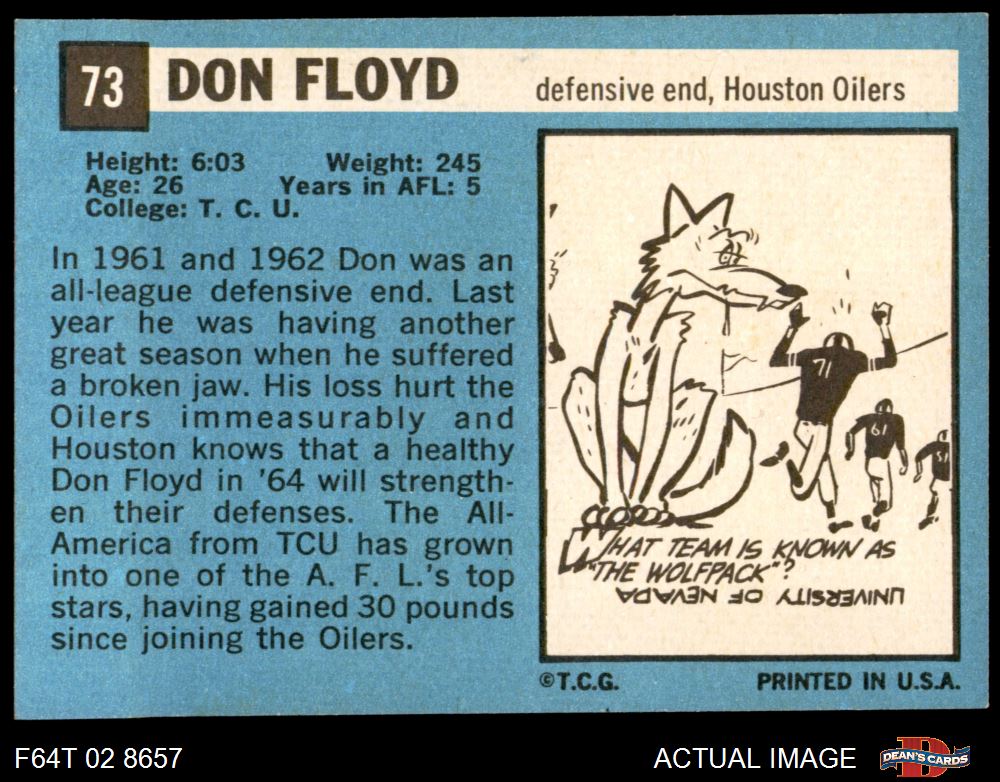 73 DON FLOYD defensive end, Houston Oilers
Height: 6:03 Weight: 245
Age: 26 Years in AFL: 5
College: T. C. U.
In 1961 and 1962 Don was an
all-league defensive end. Last
year he was having another
great season when he suffered
a broken jaw. His loss hurt the
Oilers immeasurably and
Houston knows that a healthy
Don Floyd in '64 will strength-
en their defenses. The All-
America from TCU has grown
into one of the A. F. L.'s top
stars, having gained 30 pounds
since joining the Oilers.
71
61
51
WHAT TEAM IS KNOWN AS
"THE WOLFPACK"?
UNIVERSITY OF NEVADA
©T.C.G. PRINTED IN U.S.A.
F64T 02 8657 ACTUAL IMAGE DEAN'S CARDS